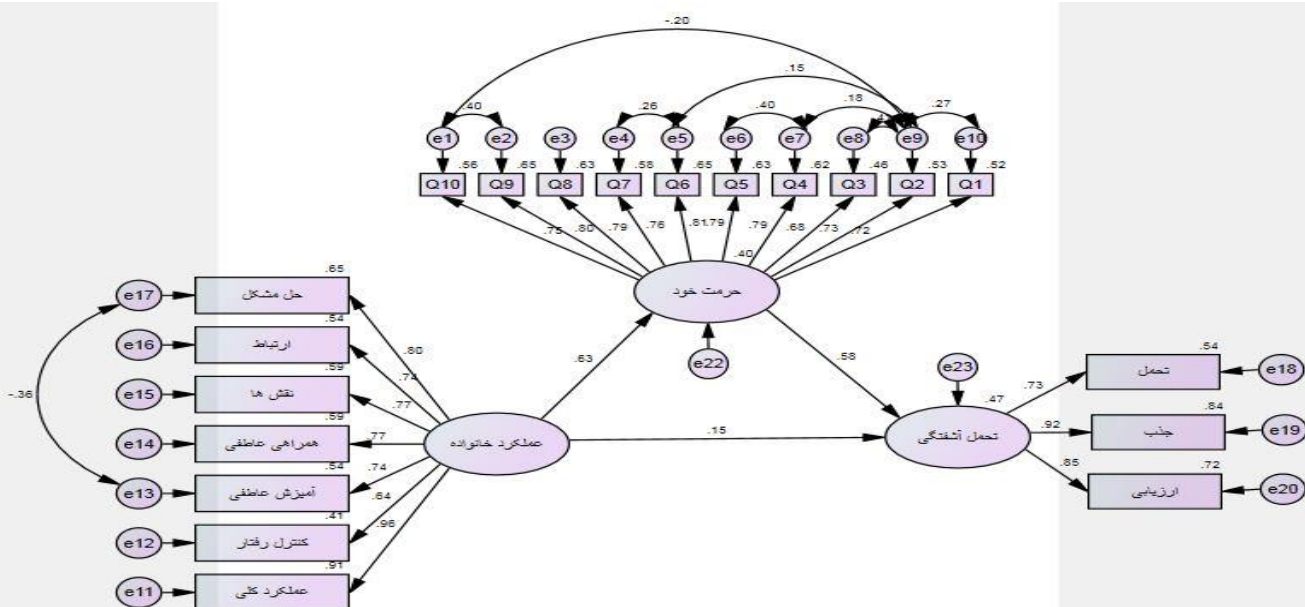 -.20
.15
.40
.26
.40
.18
.27
e1
e2
e3
e4
e5
e6
e7
e8
e9
e10
.56
.65
.63
.58
.65
.63
.62
.46
.53
.52
Q10
Q9
Q8
Q7
Q6
Q5
Q4
Q3
Q2
Q1
.75
.80
.79
.76
.81
.79
.79
.68
.73
.72
.40
حرمت خود
e22
.65
e17
حل مشکل
.54
e16
ارتباط
.59
e15
نقش ها
.59
e14
همراهی عاطفی
.54
e13
آمیزش عاطفی
.41
e12
کنترل رفتار
.91
e11
عملکرد کلی
-.36
.80
.74
.77
.77
.74
.64
.96
عملکرد خانواده
.63
.58
.15
e23
.47
تحمل آشفتگی
.73
.92
.85
.54
تحمل
e18
.84
جذب
e19
.72
ارزیابی
e20